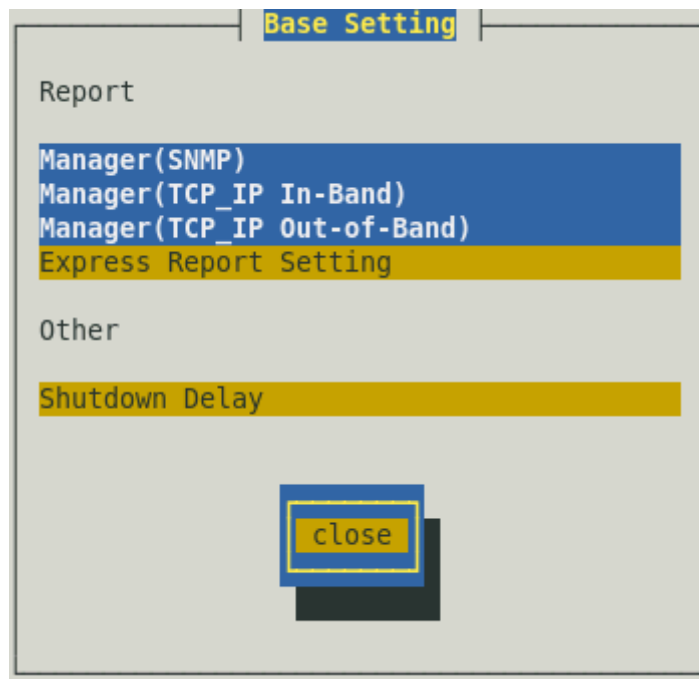 Base Setting
Report
Manager(SNMP)
Manager(TCP_IP In-Band)
Manager(TCP_IP Out-of-Band)
Express Report Setting
Other
Shutdown Delay
close